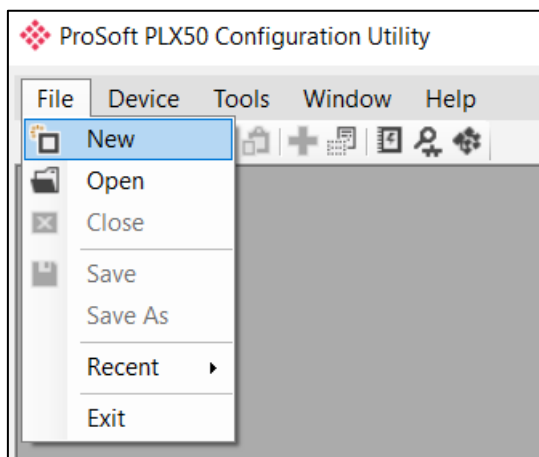 ProSoft PLX50 Configuration Utility
File Device Tools Window Help
New
Open
Close
Save
Save As
Recent
Exit